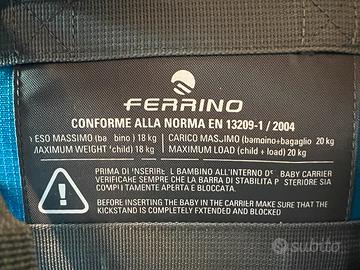 FERRINO
CONFORME ALLA NORMA EN 13209-1 / 2004
ESO MASSIMO (ba bino) 18 kg
MAXIMUM WEIGHT (child) 18 kg
CARICO MASSIMO (bamoino+bagaglio 20 kg
MAXIMUM LOAD (child + load) 20 kg
PRIMA DI INSERIRE IL BAMBINO ALL'INTERNO DEL BABY CARRIER
VERIFICARE SEMPRE CHE LA BARRA DI STABILITA POSTERIORE SIA
COMPLETAMENTE APERTA E BLOCCATA.
BEFORE INSERTING THE BABY IN THE CARRIER MAKE SURE THAT THE
KICKSTAND IS COMPLETELY EXTENDED AND BLOCKED
subito